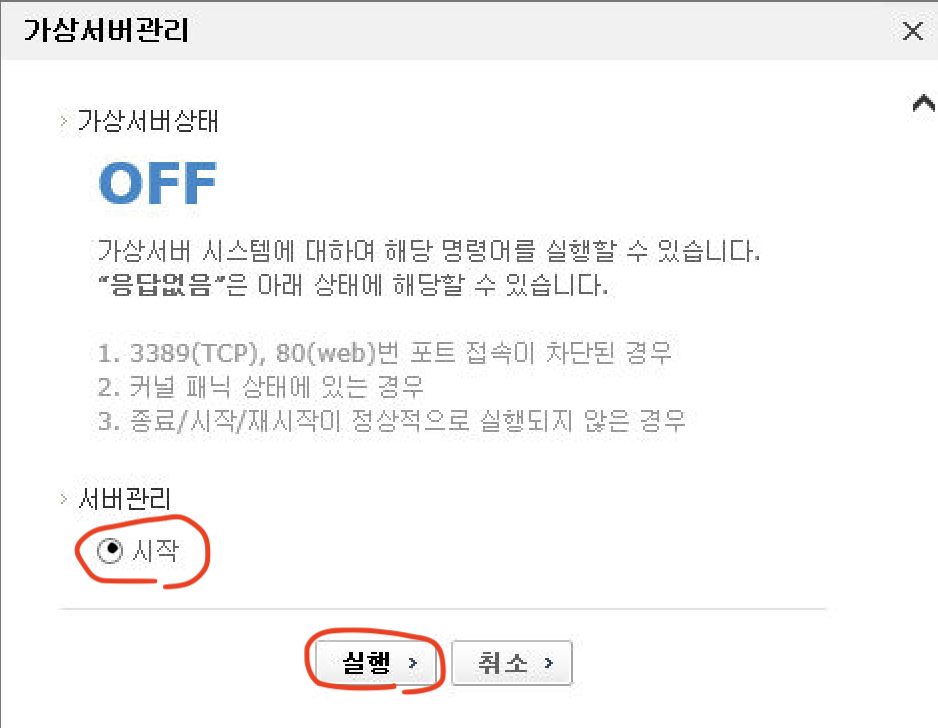 가상서버관리
가상서버상태
OFF
가상서버 시스템에 대하여 해당 명령어를 실행할 수 있습니다.
“응답없음”은 아래 상태에 해당할 수 있습니다.
1. 3389(TCP), 80(web)번 포트 접속이 차단된 경우
2. 커널 패닉 상태에 있는 경우
3. 종료/시작/재시작이 정상적으로 실행되지 않은 경우
서버관리
시작
실행
취소